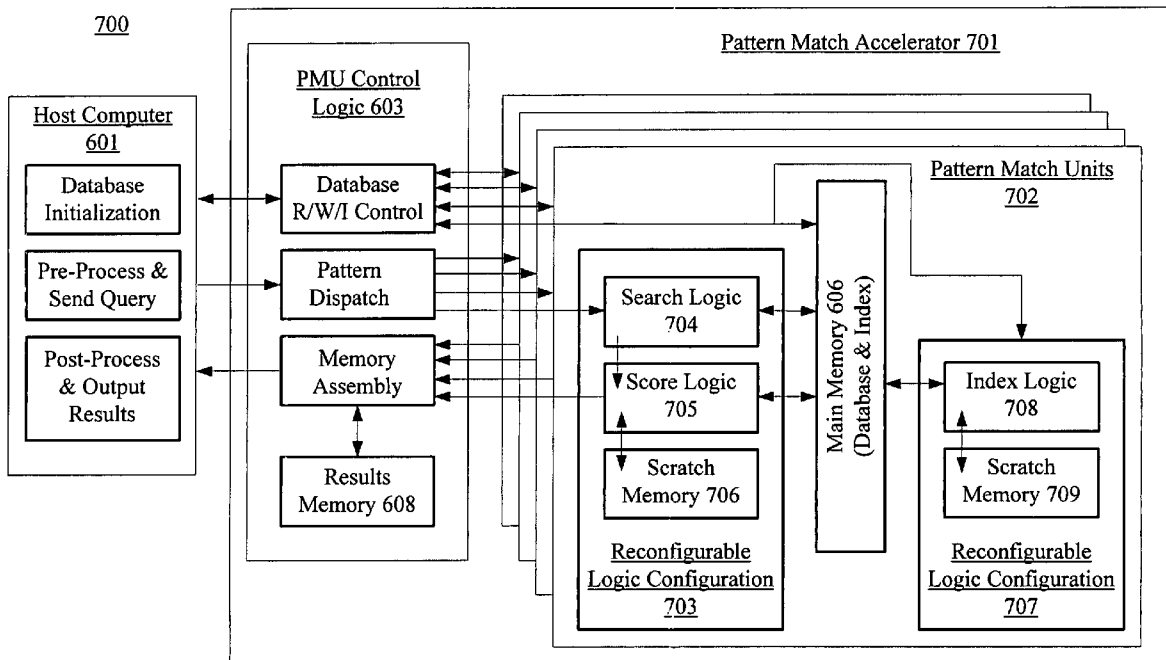 700
Pattern Match Accelerator 701
Host Computer
601
Database
Initialization
Pre-Process &
Send Query
Post-Process
& Output
Results
PMU Control
Logic 603
Database
R/W/I Control
Pattern
Dispatch
Memory
Assembly
Results
Memory 608
Pattern Match Units
702
Search Logic
704
Score Logic
705
Scratch
Memory 706
Reconfigurable
Logic Configuration
703
Main Memory 606
(Database & Index)
Index Logic
708
Scratch
Memory 709
Reconfigurable
Logic Configuration
707